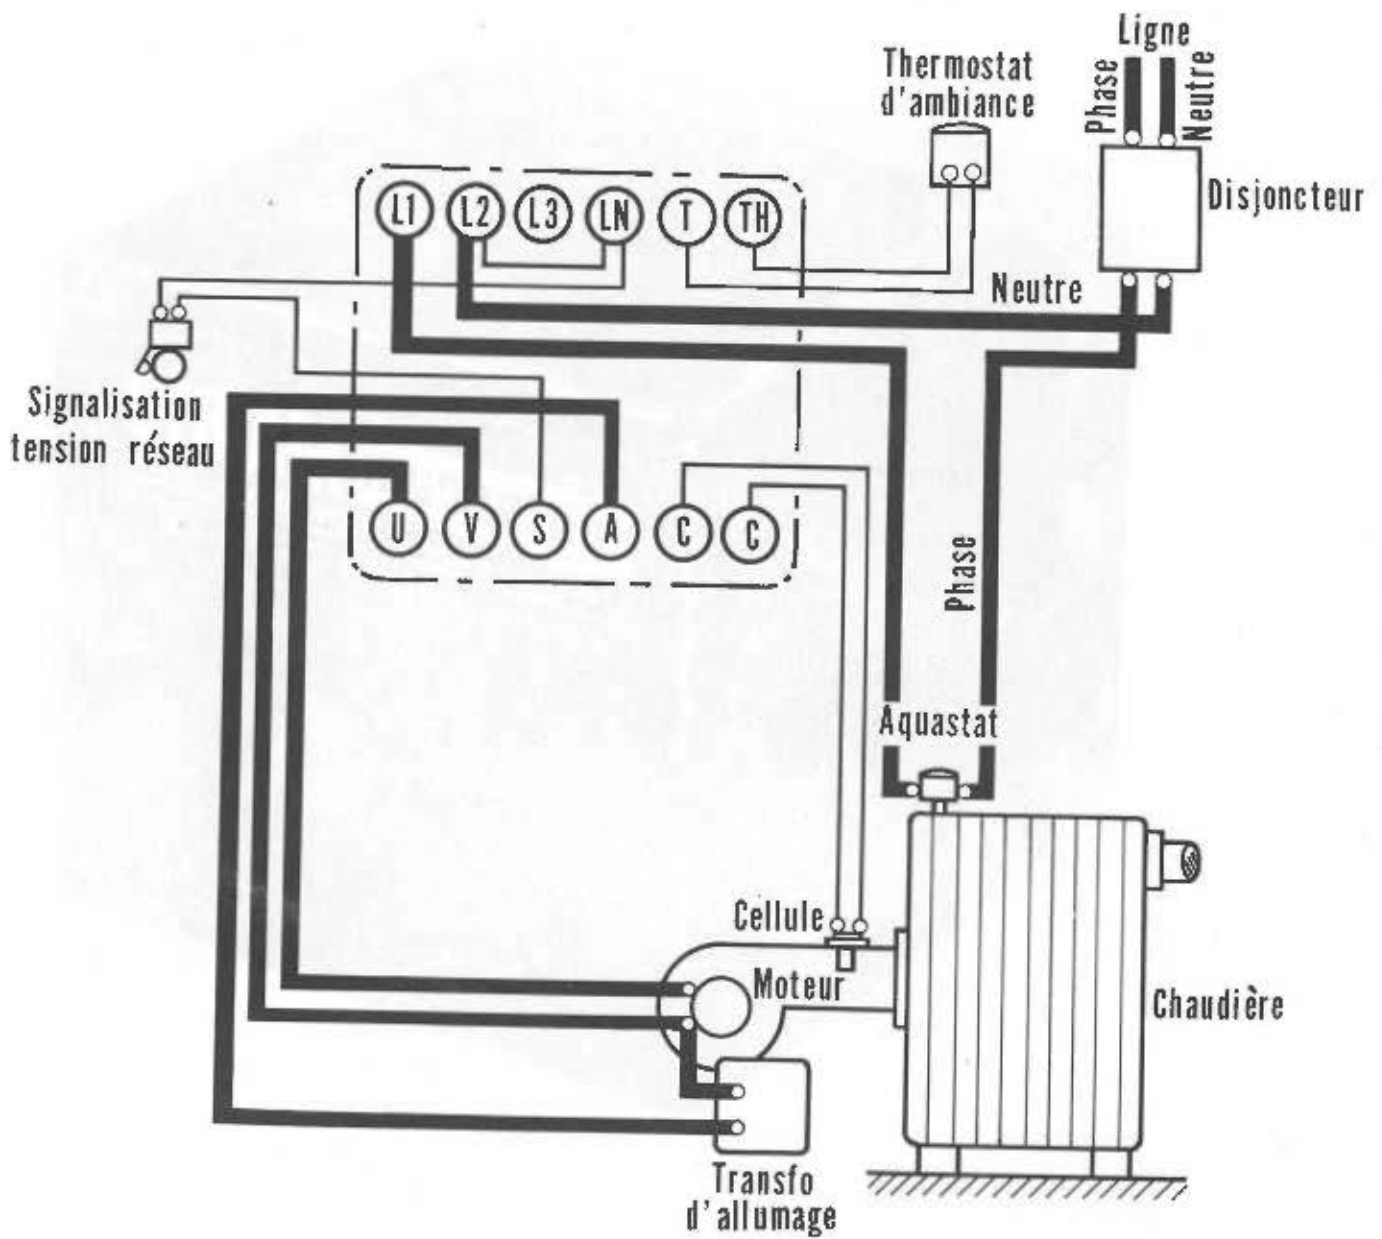 Ligne
Phase
Neutre
Thermostat
d'ambiance
Disjoncteur
L1 L2 L3 LN T TH
Neutre
Signalisation
tension réseau
U V S A C C
Phase
Aquastat
Cellule
Moteur
Chaudière
Transfo
d'allumage